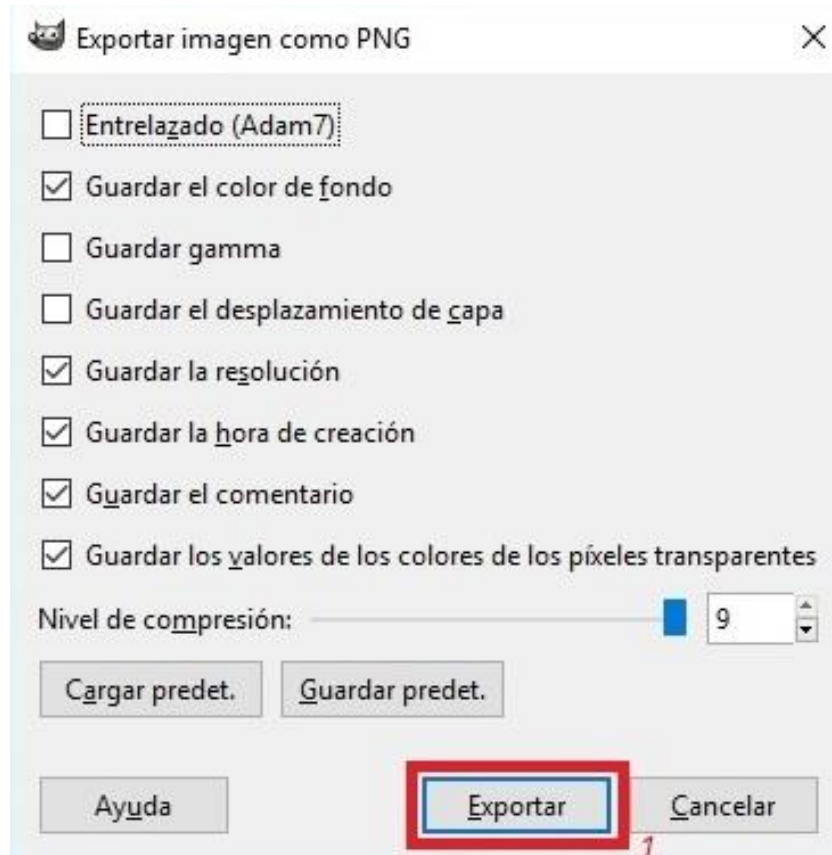 Exportar imagen como PNG
Entrelazado (Adam7)
Guardar el color de fondo
Guardar gamma
Guardar el desplazamiento de capa
Guardar la resolución
Guardar la hora de creación
Guardar el comentario
Guardar los valores de los colores de los píxeles transparentes
Nivel de compresión: 9
Cargar predet. Guardar predet.
Ayuda Exportar Cancelar
1